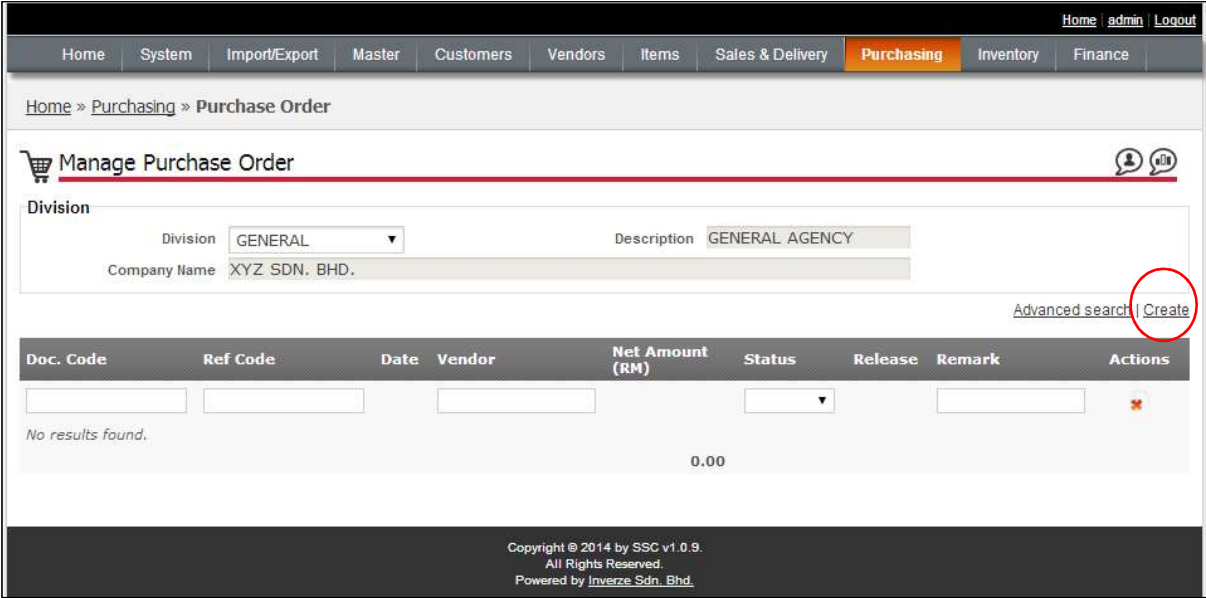 Home admin Logout
Home System Import/Export Master Customers Vendors Items Sales & Delivery Purchasing Inventory Finance
Home » Purchasing » Purchase Order
Manage Purchase Order
Division
Division GENERAL Description GENERAL AGENCY
Company Name XYZ SDN. BHD.
Advanced search | Create
Doc. Code Ref Code Date Vendor Net Amount (RM) Status Release Remark Actions
No results found.
0.00
Copyright © 2014 by SSC v1.0.9.
All Rights Reserved.
Powered by Inverze Sdn. Bhd.